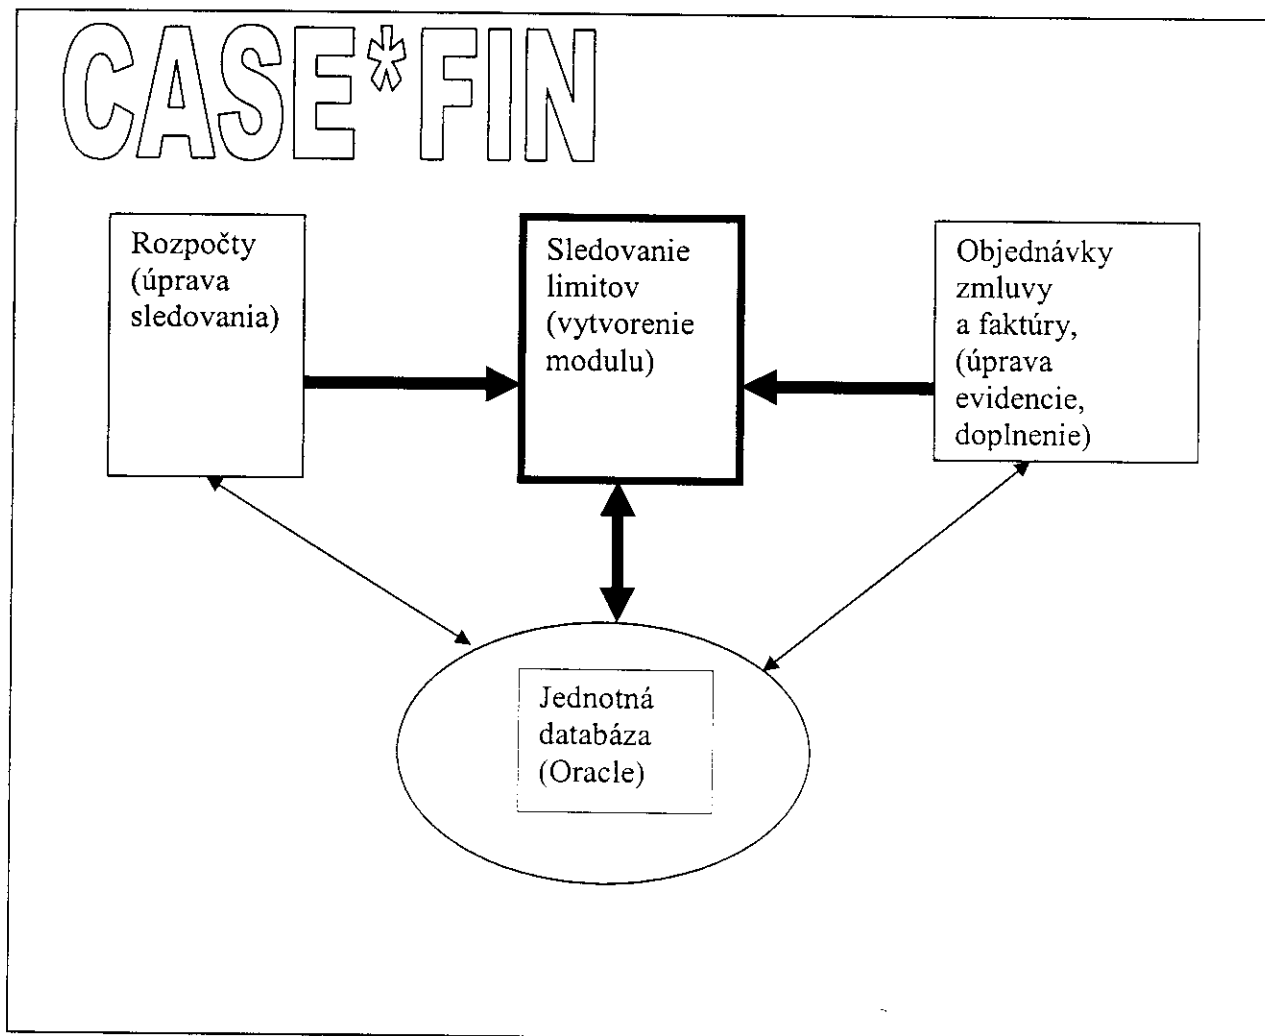 CASE*FIN
Rozpočty
(úprava
sledovania)
Sledovanie
limitov
(vytvorenie
modulu)
Objednávky
zmluvy
a faktúry,
(úprava
evidencie,
doplnenie)
Jednotná
databáza
(Oracle)